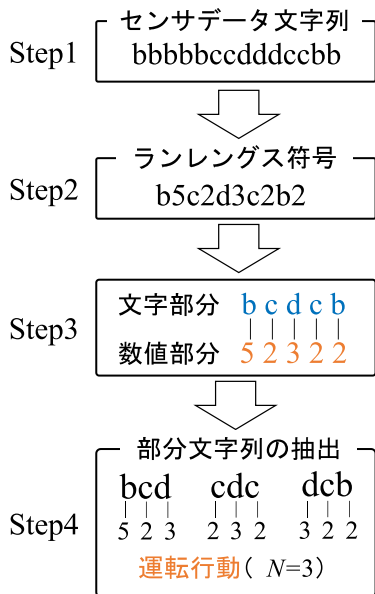 センサデータ文字列
Step1
bbbbbccdddccbb
ランレングス符号
Step2
b5c2d3c2b2
文字部分 b c d c b
Step3
数値部分 5 2 3 2 2
部分文字列の抽出
bcd cdc dcb
Step4
5 2 3 2 3 2 3 2 2
運転行動( N=3)